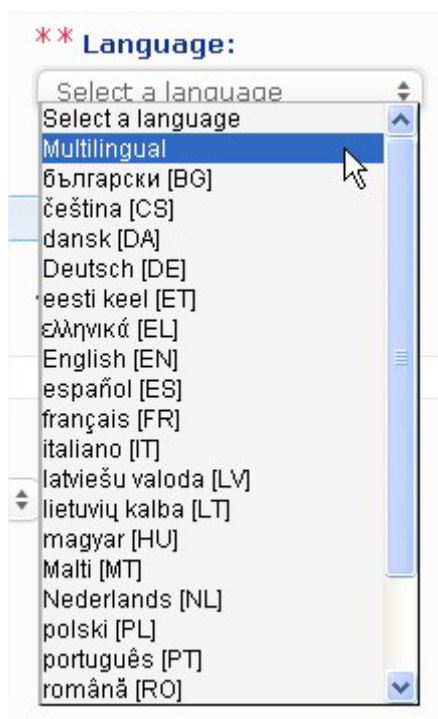 ** Language:
Select a language
Select a language
Multilingual
български [BG]
čeština [CS]
dansk [DA]
Deutsch [DE]
eesti keel [ET]
ελληνικά [EL]
English [EN]
español [ES]
français [FR]
italiano [IT]
latviešu valoda [LV]
lietuvių kalba [LT]
magyar [HU]
Malti [MT]
Nederlands [NL]
polski [PL]
português [PT]
română [RO]